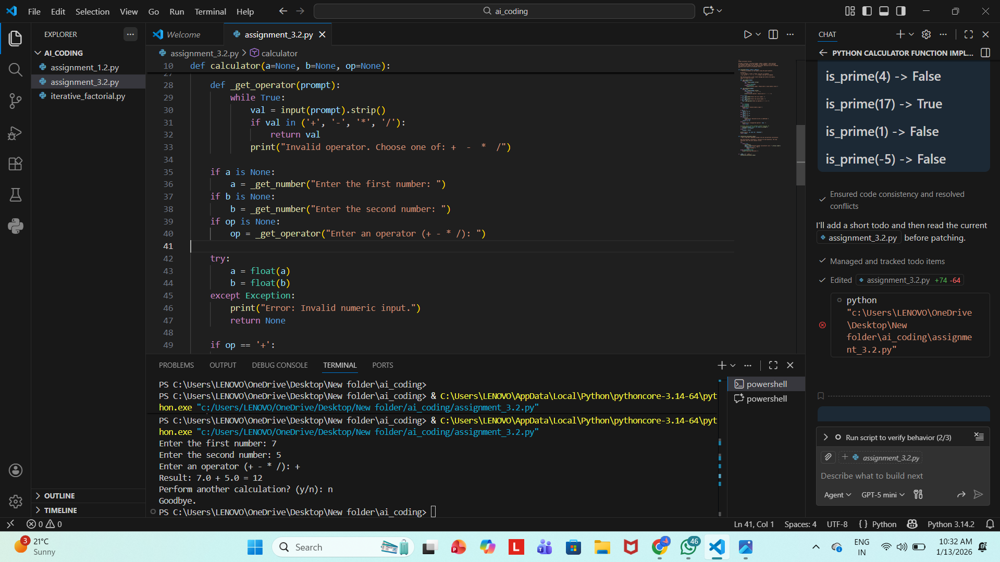 File Edit Selection View Go Run Terminal Help
ai_coding
EXPLORER
AI_CODING
assignment_1.2.py
assignment_3.2.py
iterative_factorial.py
OUTLINE
TIMELINE
Welcome
assignment_3.2.py
assignment_3.2.py > calculator
10 def calculator(a=None, b=None, op=None):
27
28 def _get_operator(prompt):
29 while True:
30 val = input(prompt).strip()
31 if val in ('+', '-', '*', '/'):
32 return val
33 print("Invalid operator. Choose one of: +  -  *  /")
34
35 if a is None:
36 a = _get_number("Enter the first number: ")
37 if b is None:
38 b = _get_number("Enter the second number: ")
39 if op is None:
40 op = _get_operator("Enter an operator (+ - * /): ")
41
42 try:
43 a = float(a)
44 b = float(b)
45 except Exception:
46 print("Error: Invalid numeric input.")
47 return None
48
49 if op == '+':
PROBLEMS OUTPUT DEBUG CONSOLE TERMINAL PORTS
PS C:\Users\LENOVO\OneDrive\Desktop\New folder\ai_coding>
PS C:\Users\LENOVO\OneDrive\Desktop\New folder\ai_coding> & C:\Users\LENOVO\AppData\Local\Python\pythoncore-3.14-64\pyt
hon.exe "c:/Users/LENOVO/OneDrive/Desktop/New folder/ai_coding/assignment_3.2.py"
PS C:\Users\LENOVO\OneDrive\Desktop\New folder\ai_coding> & C:\Users\LENOVO\AppData\Local\Python\pythoncore-3.14-64\pyt
hon.exe "c:/Users/LENOVO/OneDrive/Desktop/New folder/ai_coding/assignment_3.2.py"
Enter the first number: 7
Enter the second number: 5
Enter an operator (+ - * /): +
Result: 7.0 + 5.0 = 12
Perform another calculation? (y/n): n
Goodbye.
PS C:\Users\LENOVO\OneDrive\Desktop\New folder\ai_coding>
powershell
powershell
CHAT
PYTHON CALCULATOR FUNCTION IMPL...
is_prime(4) -> False
is_prime(17) -> True
is_prime(1) -> False
is_prime(-5) -> False
Ensured code consistency and resolved
conflicts
I'll add a short todo and then read the current
assignment_3.2.py before patching.
Managed and tracked todo items
Edited assignment_3.2.py +74 -64
python
"c:\Users\LENOVO\OneDrive
\Desktop\New
folder\ai_coding\assignme
nt_3.2.py"
Run script to verify behavior (2/3)
assignment_3.2.py
Describe what to build next
Agent GPT-5 mini
0 0
Ln 41, Col 1 Spaces: 4 UTF-8 {} Python Python 3.14.2
3
21°C
Sunny
Search
46
ENG
IN
10:32 AM
1/13/2026